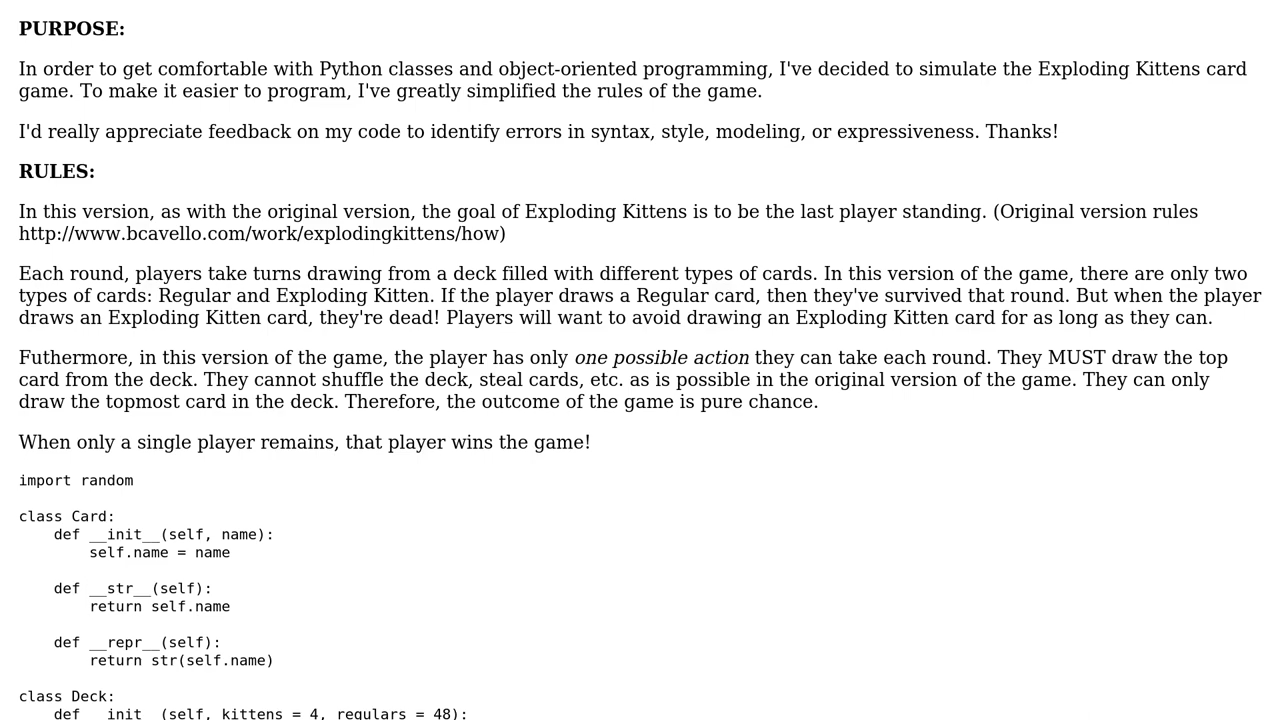 PURPOSE:
In order to get comfortable with Python classes and object-oriented programming, I've decided to simulate the Exploding Kittens card
game. To make it easier to program, I've greatly simplified the rules of the game.
I'd really appreciate feedback on my code to identify errors in syntax, style, modeling, or expressiveness. Thanks!
RULES:
In this version, as with the original version, the goal of Exploding Kittens is to be the last player standing. (Original version rules
http://www.bcavello.com/work/explodingkittens/how)
Each round, players take turns drawing from a deck filled with different types of cards. In this version of the game, there are only two
types of cards: Regular and Exploding Kitten. If the player draws a Regular card, then they've survived that round. But when the player
draws an Exploding Kitten card, they're dead! Players will want to avoid drawing an Exploding Kitten card for as long as they can.
Futhermore, in this version of the game, the player has only one possible action they can take each round. They MUST draw the top
card from the deck. They cannot shuffle the deck, steal cards, etc. as is possible in the original version of the game. They can only
draw the topmost card in the deck. Therefore, the outcome of the game is pure chance.
When only a single player remains, that player wins the game!
import random
class Card:
    def __init__(self, name):
        self.name = name
    def __str__(self):
        return self.name
    def __repr__(self):
        return str(self.name)
class Deck:
    def __init__(self, kittens = 4, regulars = 48):